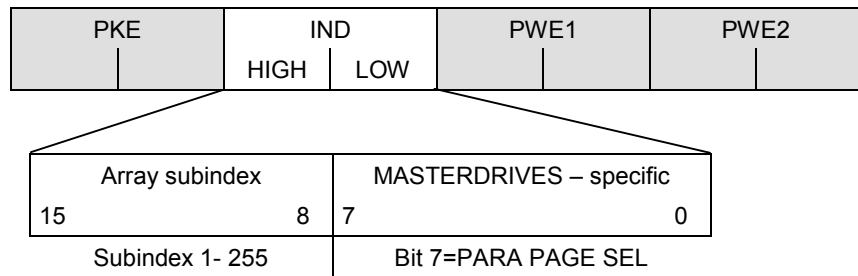 PKE IND PWE1 PWE2
HIGH LOW
Array subindex MASTERDRIVES – specific
15 8 7 0
Subindex 1- 255 Bit 7=PARA PAGE SEL